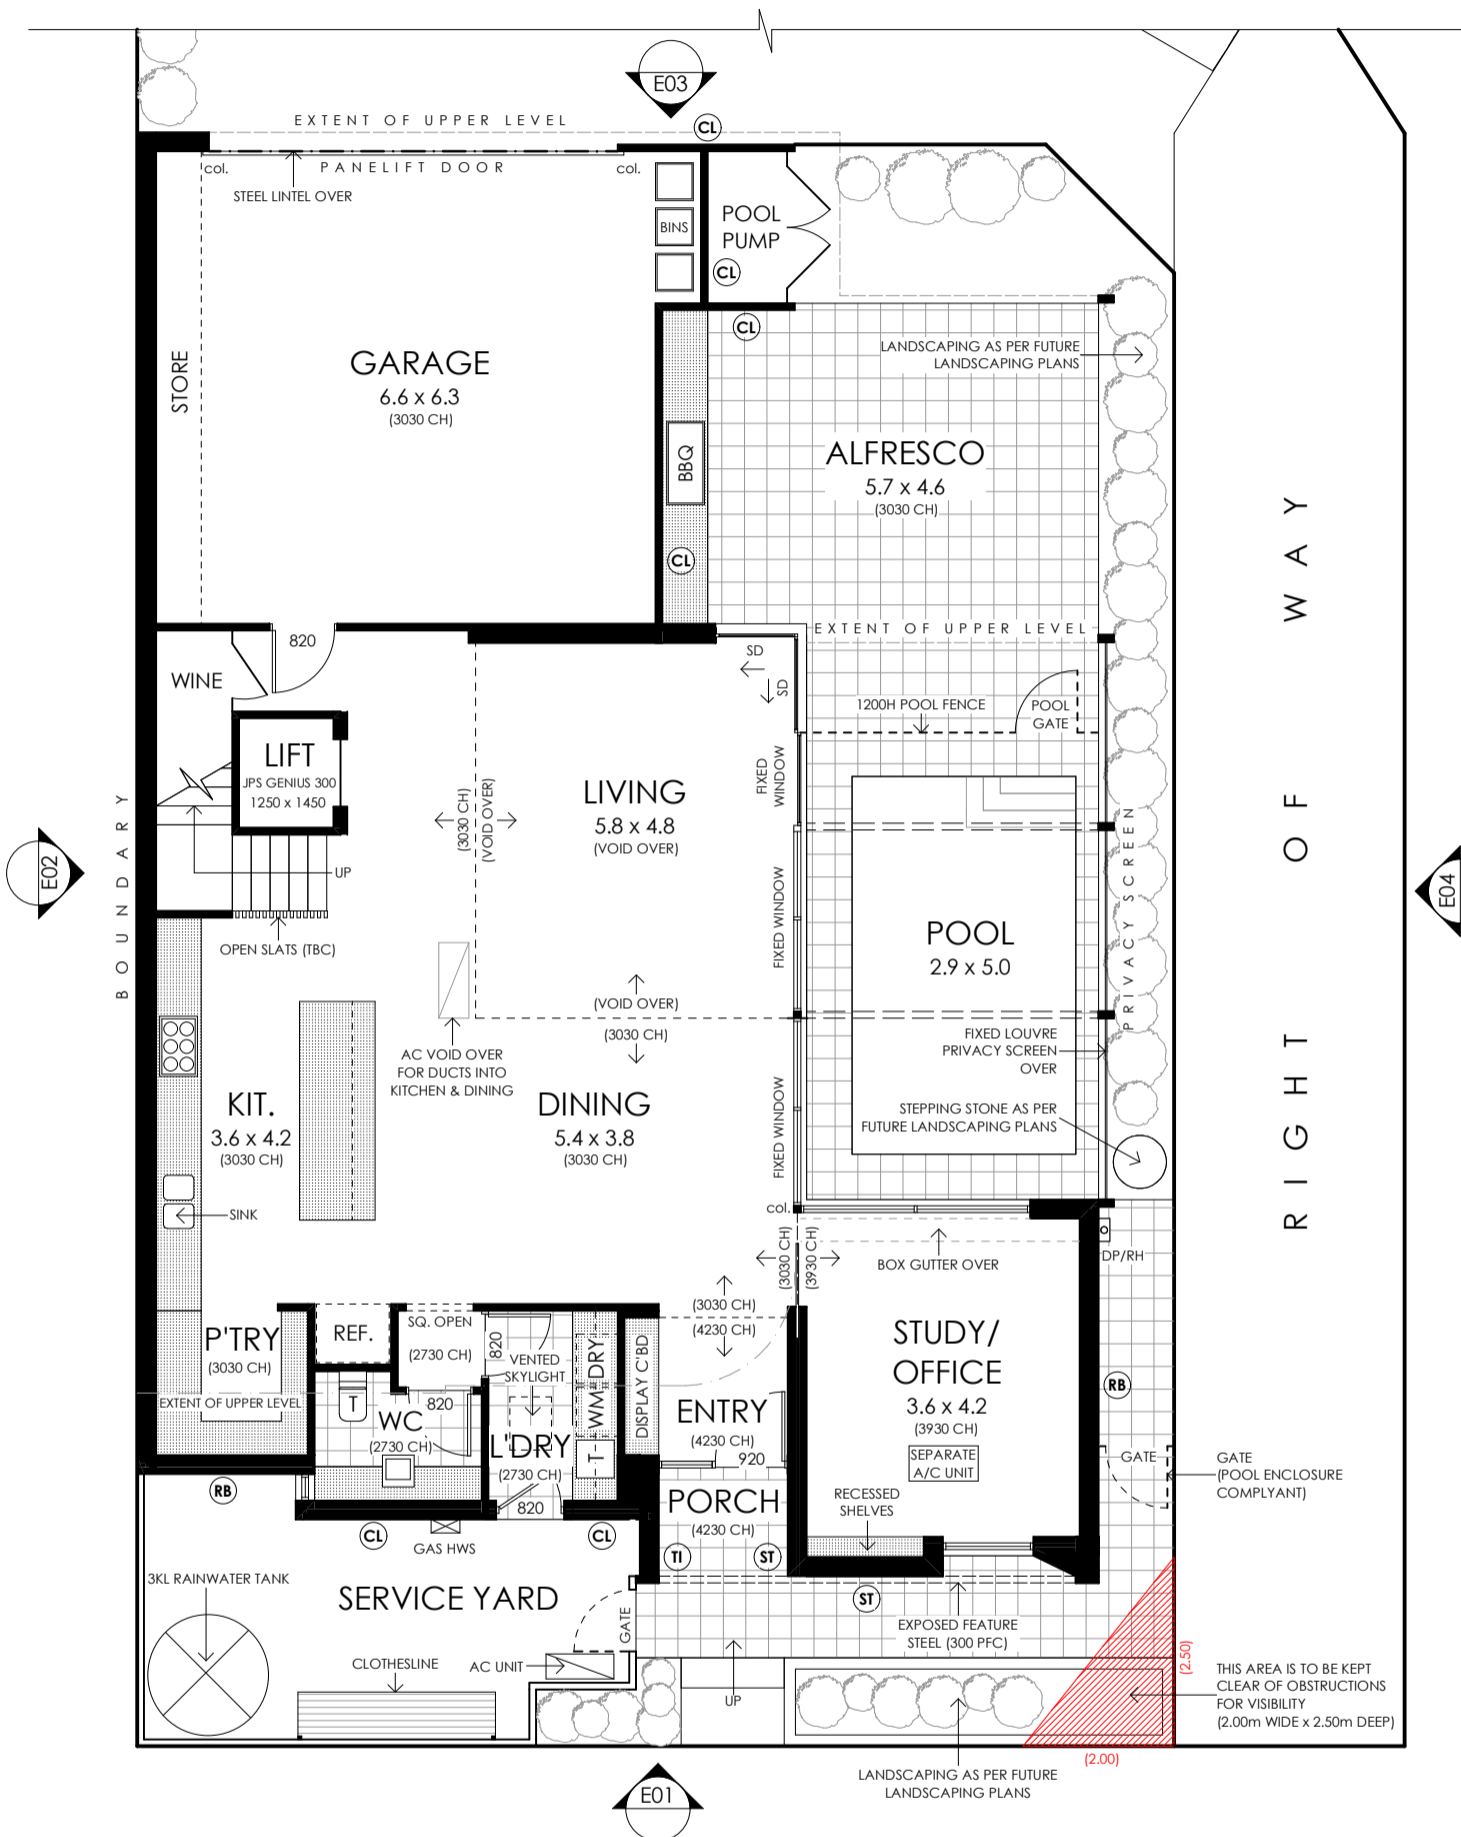 E03
EXTENT OF UPPER LEVEL
CL
col.
PANELIFT DOOR
col.
STEEL LINTEL OVER
BINS
POOL
PUMP
CL
CL
STORE
GARAGE
6.6 x 6.3
(3030 CH)
LANDSCAPING AS PER FUTURE
LANDSCAPING PLANS
BBQ
ALFRESCO
5.7 x 4.6
(3030 CH)
CL
RIGHT OF WAY
820
EXTENT OF UPPER LEVEL
WINE
SD
SD
1200H POOL FENCE
POOL
GATE
LIFT
JPS GENIUS 300
1250 x 1450
FIXED
WINDOW
LIVING
5.8 x 4.8
(VOID OVER)
(3030 CH)
(VOID OVER)
BOUNDARY
E02
UP
E04
PRIVACY SCREEN
FIXED WINDOW
OPEN SLATS (TBC)
POOL
2.9 x 5.0
(VOID OVER)
(3030 CH)
AC VOID OVER
FOR DUCTS INTO
KITCHEN & DINING
FIXED LOUVRE
PRIVACY SCREEN
OVER
KIT.
3.6 x 4.2
(3030 CH)
DINING
5.4 x 3.8
(3030 CH)
FIXED WINDOW
STEPPING STONE AS PER
FUTURE LANDSCAPING PLANS
SINK
col.
(3030 CH)
(3930 CH)
BOX GUTTER OVER
DP/RH
(3030 CH)
(4230 CH)
P'TRY
(3030 CH)
REF.
SQ. OPEN
(2730 CH)
820
VENTED
SKYLIGHT
WM+DRY
DISPLAY C'BD
STUDY/
OFFICE
3.6 x 4.2
(3930 CH)
SEPARATE
A/C UNIT
RB
EXTENT OF UPPER LEVEL
T
WC
(2730 CH)
820
L'DRY
(2730 CH)
T
ENTRY
(4230 CH)
920
GATE
GATE
(POOL ENCLOSURE
COMPLYANT)
RB
820
PORCH
(4230 CH)
RECESSED
SHELVES
CL
GAS HWS
CL
TI
ST
3KL RAINWATER TANK
SERVICE YARD
ST
GATE
EXPOSED FEATURE
STEEL (300 PFC)
CLOTHESLINE
AC UNIT
UP
(2.50)
THIS AREA IS TO BE KEPT
CLEAR OF OBSTRUCTIONS
FOR VISIBILITY
(2.00m WIDE x 2.50m DEEP)
(2.00)
LANDSCAPING AS PER FUTURE
LANDSCAPING PLANS
E01